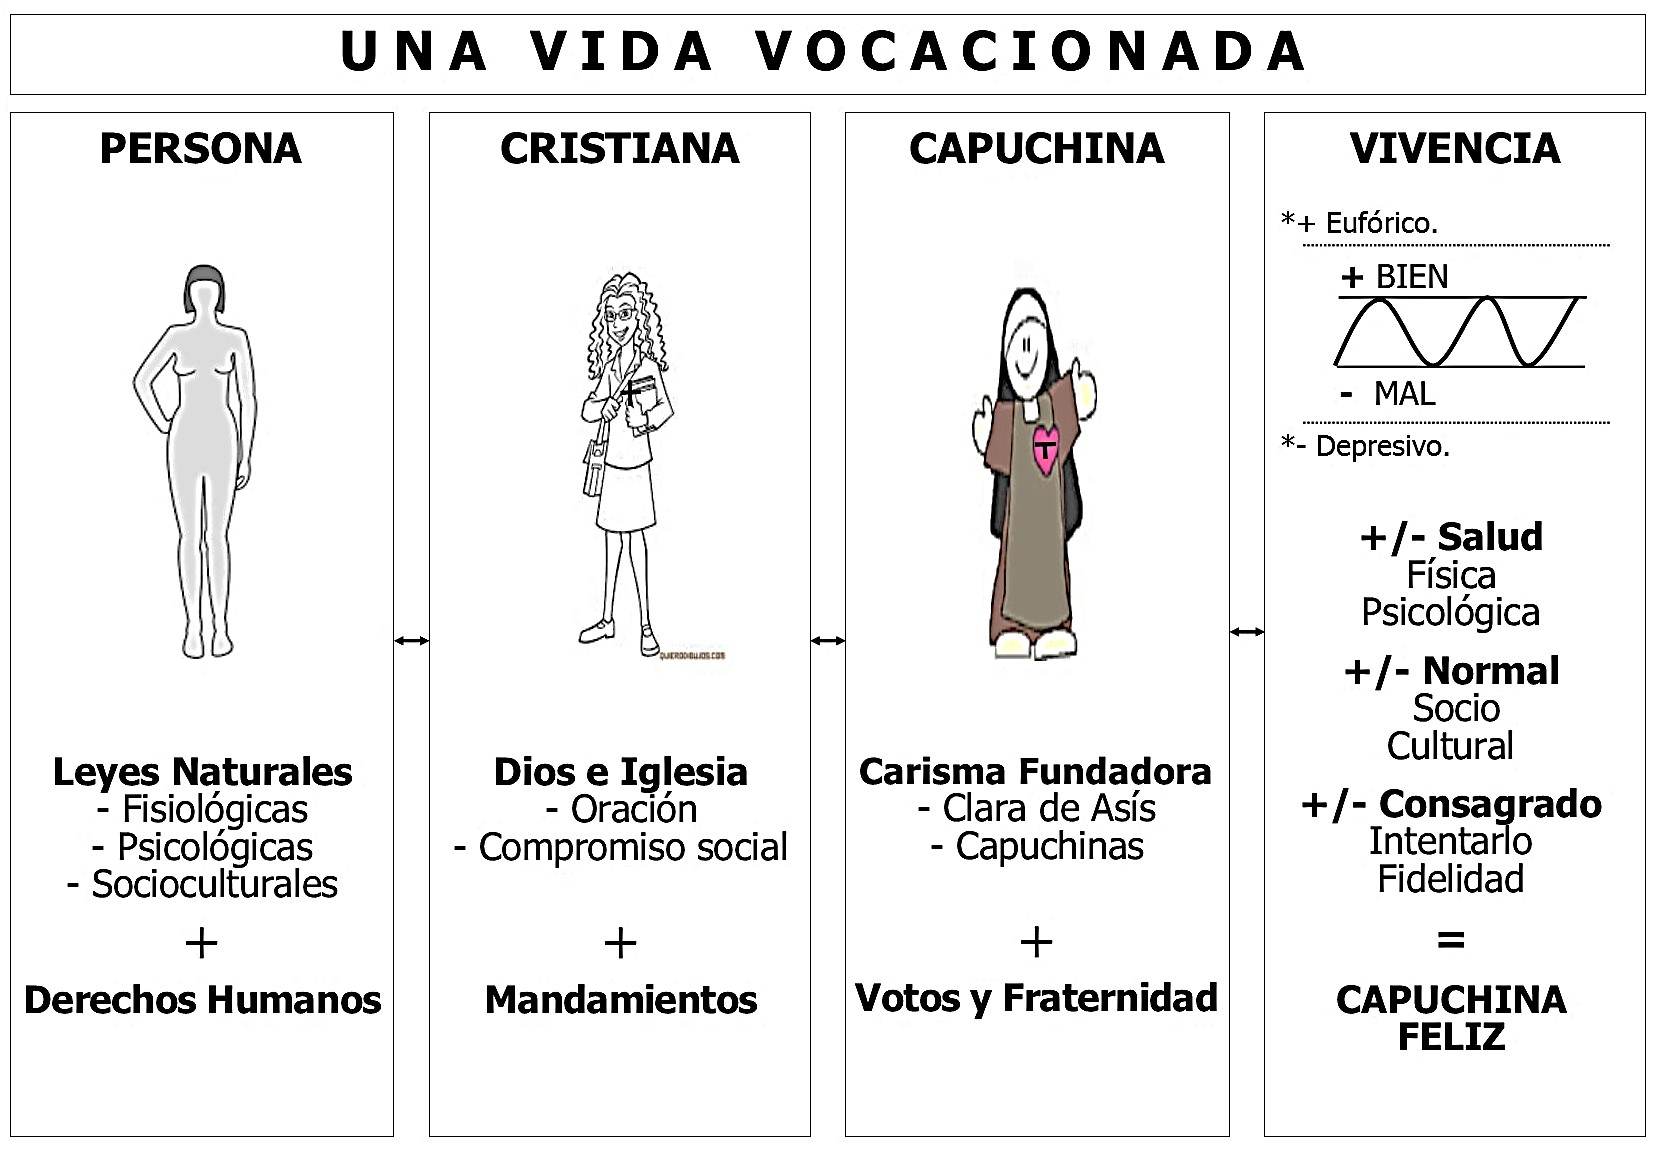 UNA VIDA VOCACIONADA
PERSONA
Leyes Naturales
- Fisiológicas
- Psicológicas
- Socioculturales
+
Derechos Humanos
CRISTIANA
QUIERODIBUJOS.COM
Dios e Iglesia
- Oración
- Compromiso social
+
Mandamientos
CAPUCHINA
T
Carisma Fundadora
- Clara de Asís
- Capuchinas
+
Votos y Fraternidad
VIVENCIA
*+ Eufórico.
+ BIEN
- MAL
*- Depresivo.
+/- Salud
Física
Psicológica
+/- Normal
Socio
Cultural
+/- Consagrado
Intentarlo
Fidelidad
=
CAPUCHINA
FELIZ